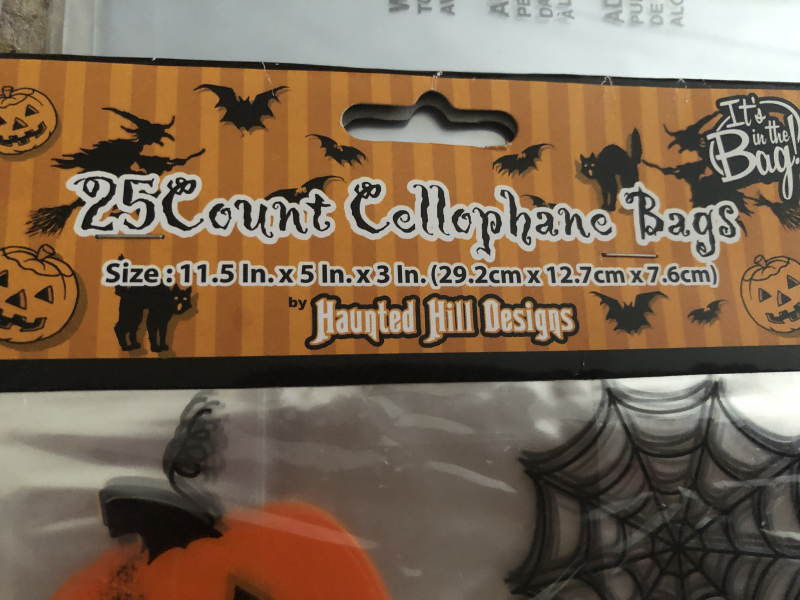 It's
in the
Bag!
25 Count Cellophane Bags
Size : 11.5 In. x 5 In. x 3 In. (29.2cm x 12.7cm x 7.6cm)
by Haunted Hill Designs